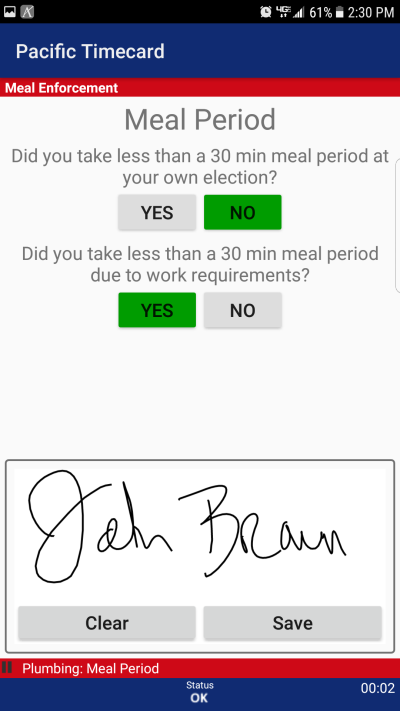 61% 2:30 PM
Pacific Timecard
Meal Enforcement
Meal Period
Did you take less than a 30 min meal period at
your own election?
YES NO
Did you take less than a 30 min meal period
due to work requirements?
YES NO
John Braun
Clear Save
Plumbing: Meal Period
Status
OK
00:02